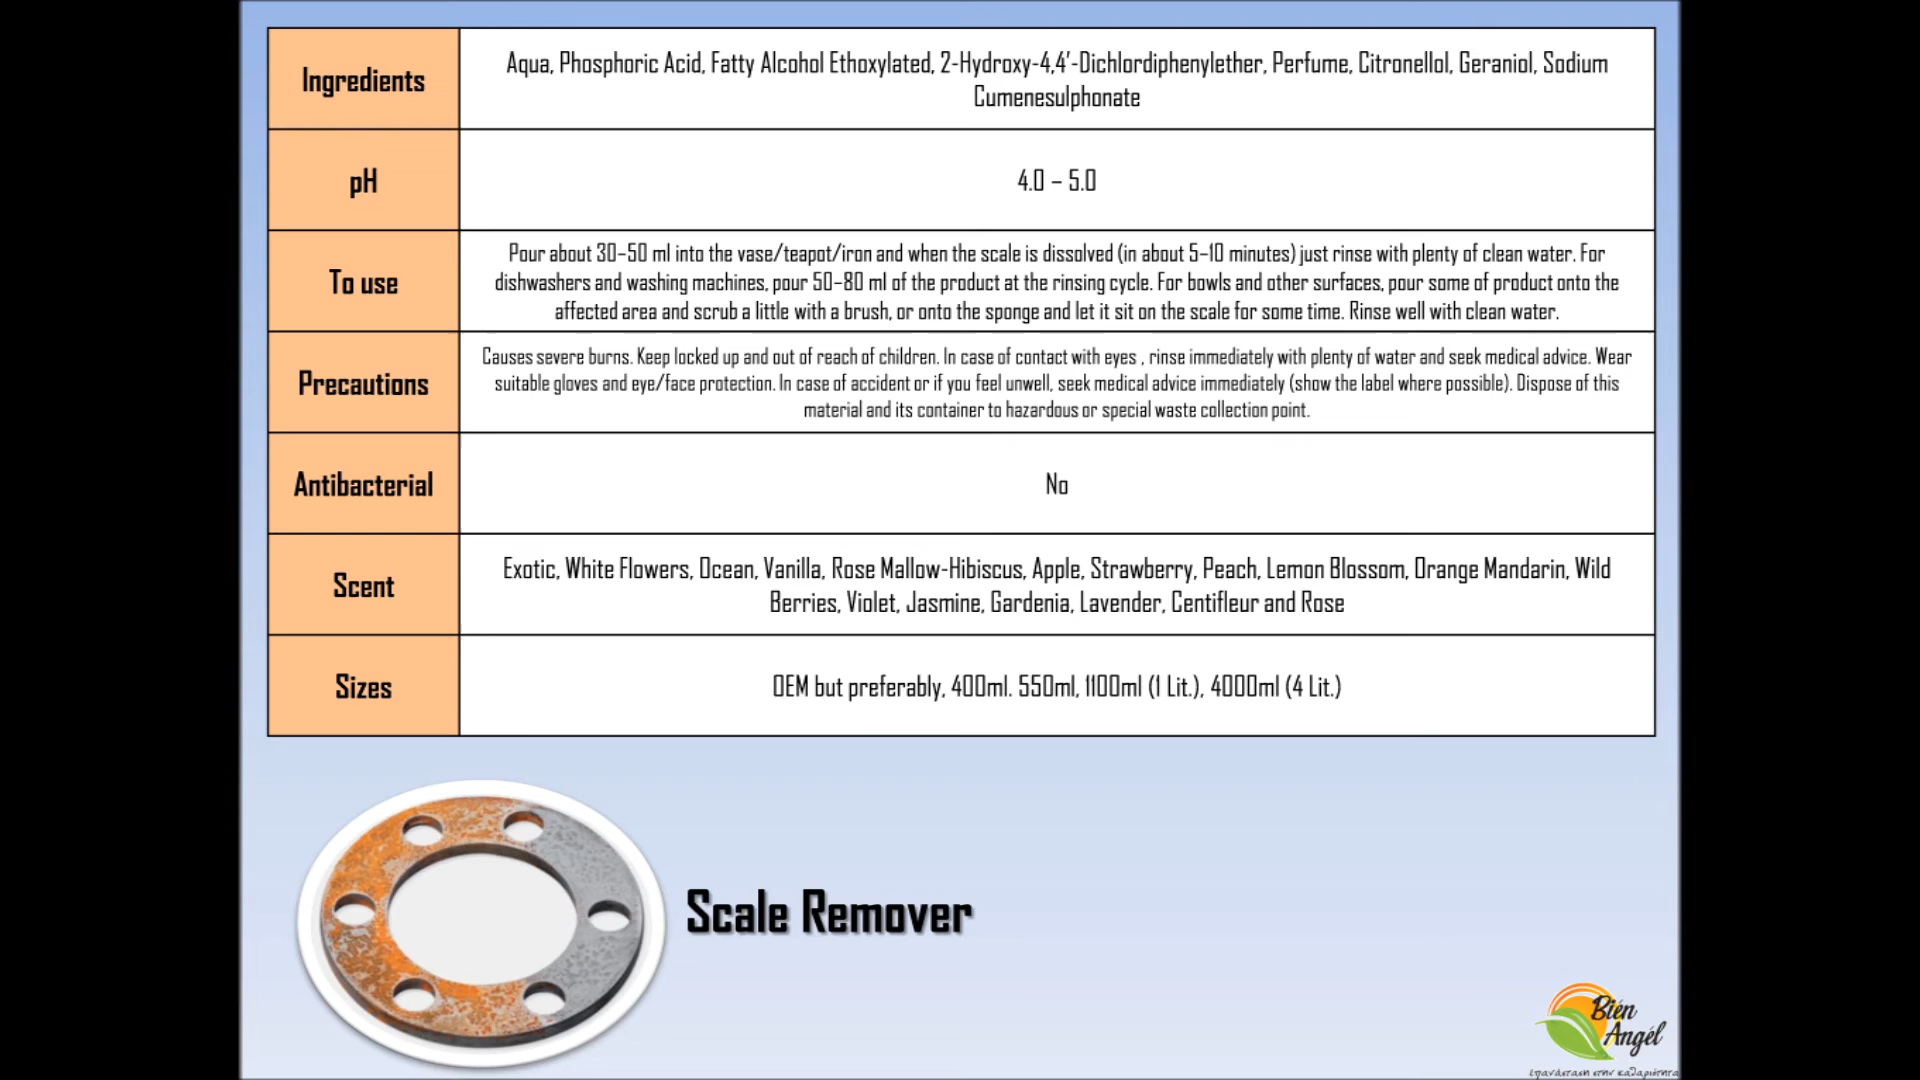 Ingredients
Aqua, Phosphoric Acid, Fatty Alcohol Ethoxylated, 2-Hydroxy-4,4'-Dichlordiphenylether, Perfume, Citronellol, Geraniol, Sodium
Cumenesulphonate
pH
4.0 – 5.0
To use
Pour about 30–50 ml into the vase/teapot/iron and when the scale is dissolved (in about 5–10 minutes) just rinse with plenty of clean water. For
dishwashers and washing machines, pour 50–80 ml of the product at the rinsing cycle. For bowls and other surfaces, pour some of product onto the
affected area and scrub a little with a brush, or onto the sponge and let it sit on the scale for some time. Rinse well with clean water.
Precautions
Causes severe burns. Keep locked up and out of reach of children. In case of contact with eyes , rinse immediately with plenty of water and seek medical advice. Wear
suitable gloves and eye/face protection. In case of accident or if you feel unwell, seek medical advice immediately (show the label where possible). Dispose of this
material and its container to hazardous or special waste collection point.
Antibacterial
No
Scent
Exotic, White Flowers, Ocean, Vanilla, Rose Mallow-Hibiscus, Apple, Strawberry, Peach, Lemon Blossom, Orange Mandarin, Wild
Berries, Violet, Jasmine, Gardenia, Lavender, Centifleur and Rose
Sizes
OEM but preferably, 400ml. 550ml, 1100ml (1 Lit.), 4000ml (4 Lit.)
Scale Remover
Bién
Angél
επανάσταση στην καθαριότητα